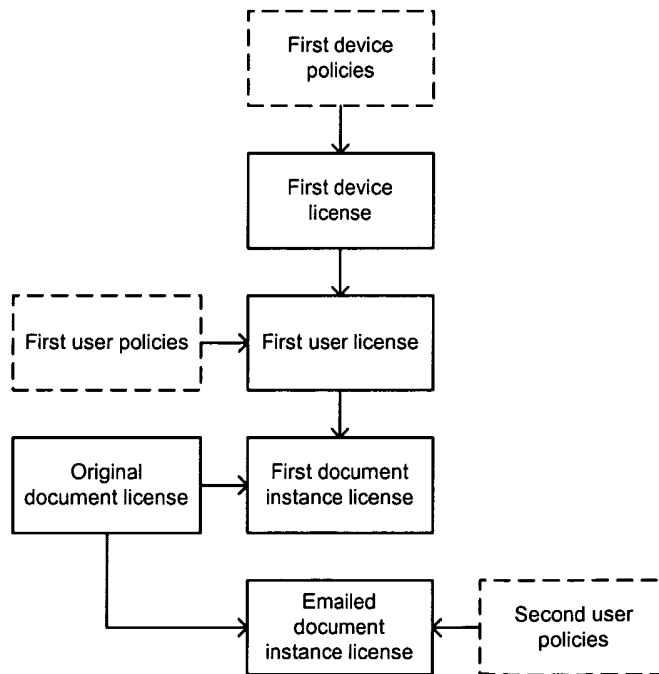 First device
policies
First device
license
First user policies
First user license
Original
document license
First document
instance license
Emailed
document
instance license
Second user
policies